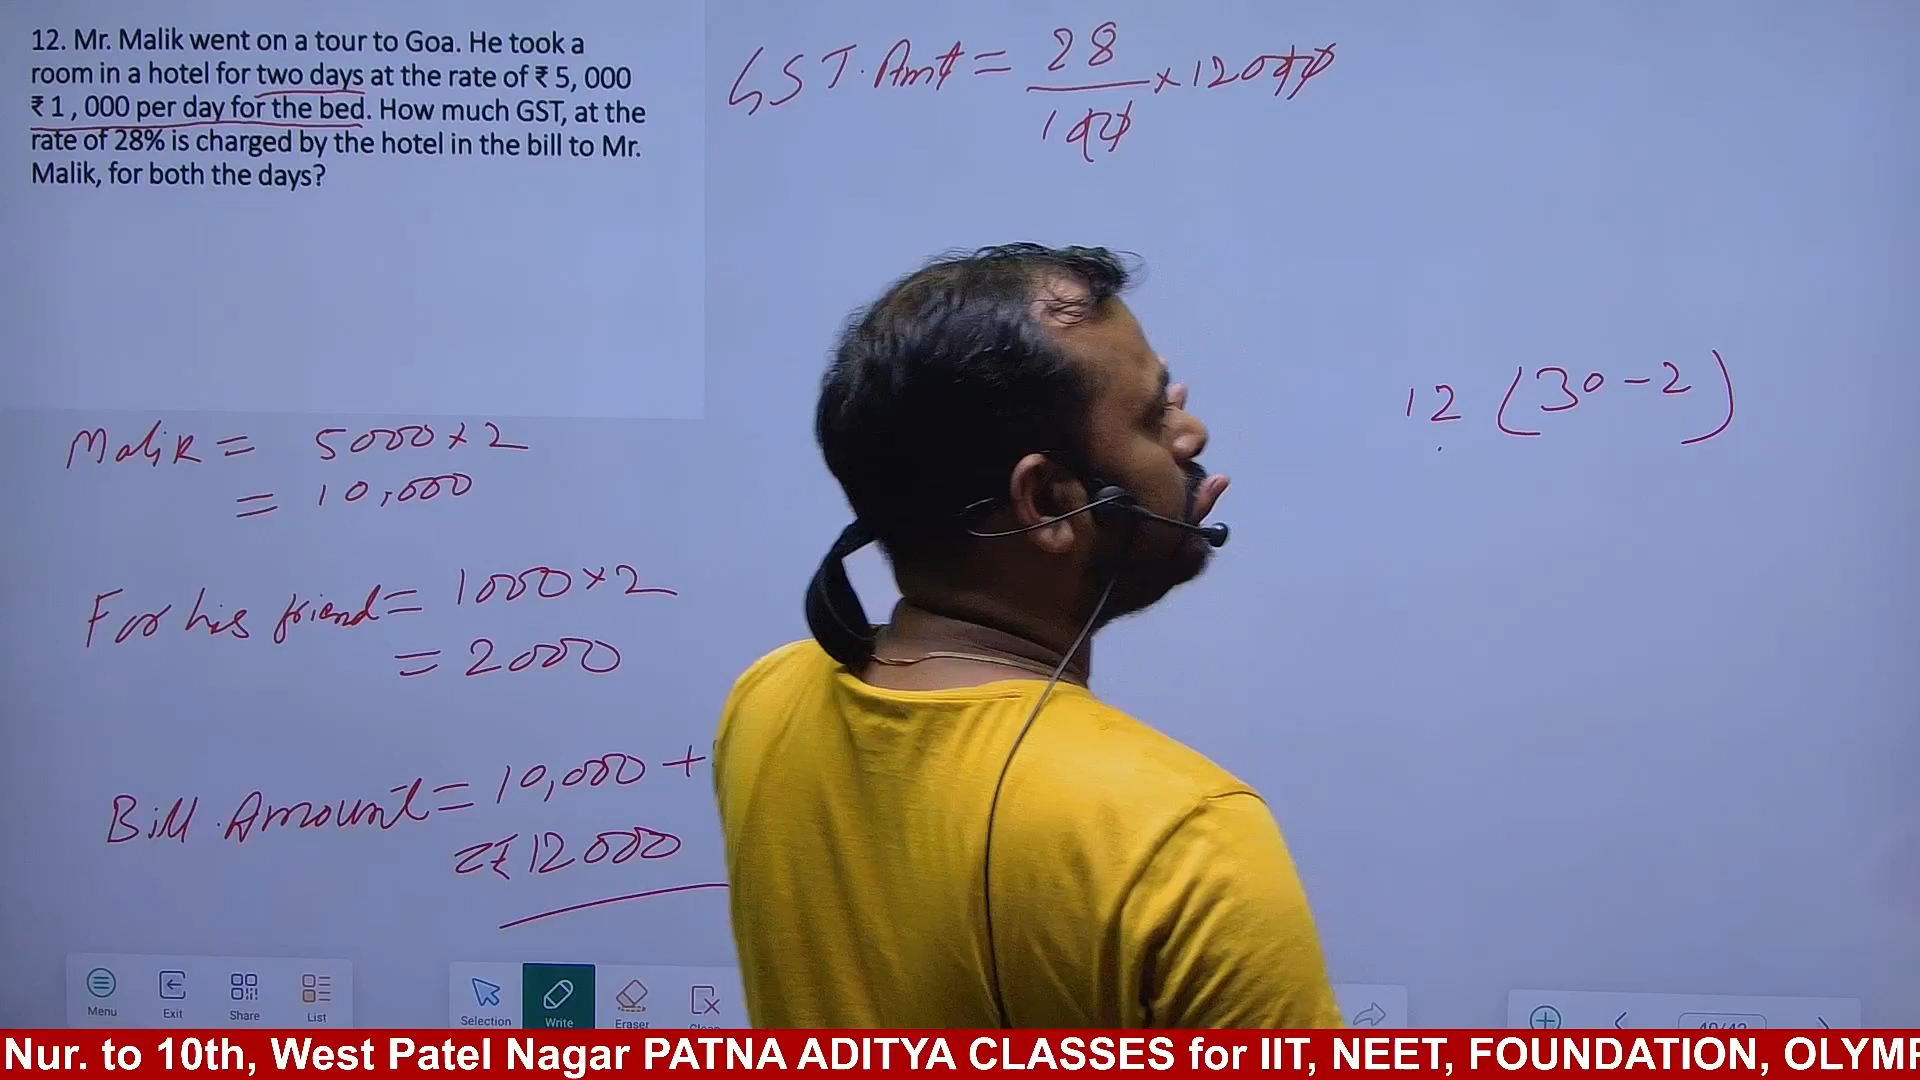 12. Mr. Malik went on a tour to Goa. He took a
room in a hotel for two days at the rate of ₹ 5, 000
₹ 1 , 000 per day for the bed. How much GST, at the
rate of 28% is charged by the hotel in the bill to Mr.
Malik, for both the days?
GST. Amt = 28/100 × 12000
12 (30-2)
Malik = 5000 × 2
= 10,000
For his friend = 1000 × 2
= 2000
Bill Amount = 10,000 +
= ₹ 12000
Menu Exit Share List Selection Write Eraser
40/42
Nur. to 10th, West Patel Nagar PATNA ADITYA CLASSES for IIT, NEET, FOUNDATION, OLYMP